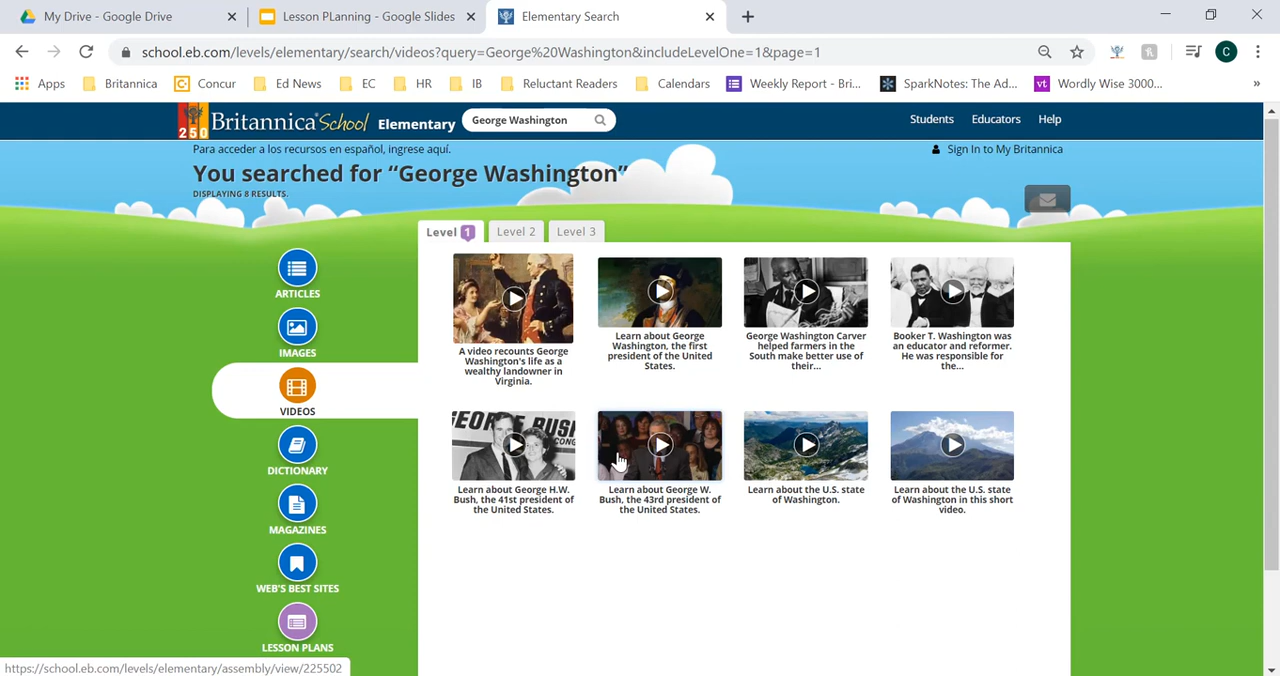 My Drive - Google Drive
Lesson PLanning - Google Slides
Elementary Search
school.eb.com/levels/elementary/search/videos?query=George%20Washington&includeLevelOne=1&page=1
C
Apps
Britannica
Concur
Ed News
EC
HR
IB
Reluctant Readers
Calendars
Weekly Report - Bri...
SparkNotes: The Ad...
vt
Wordly Wise 3000...
»
250
Britannica School Elementary
George Washington
Students
Educators
Help
Para acceder a los recursos en español, ingrese aquí.
Sign In to My Britannica
You searched for “George Washington”
DISPLAYING 8 RESULTS.
Level 1
Level 2
Level 3
ARTICLES
IMAGES
VIDEOS
DICTIONARY
MAGAZINES
WEB'S BEST SITES
LESSON PLANS
A video recounts George
Washington's life as a
wealthy landowner in
Virginia.
Learn about George
Washington, the first
president of the United
States.
George Washington Carver
helped farmers in the
South make better use of
their...
Booker T. Washington was
an educator and reformer.
He was responsible for
the...
GEORGE BUSH
CONG
Learn about George H.W.
Bush, the 41st president of
the United States.
Learn about George W.
Bush, the 43rd president of
the United States.
Learn about the U.S. state
of Washington.
Learn about the U.S. state
of Washington in this short
video.
https://school.eb.com/levels/elementary/assembly/view/225502